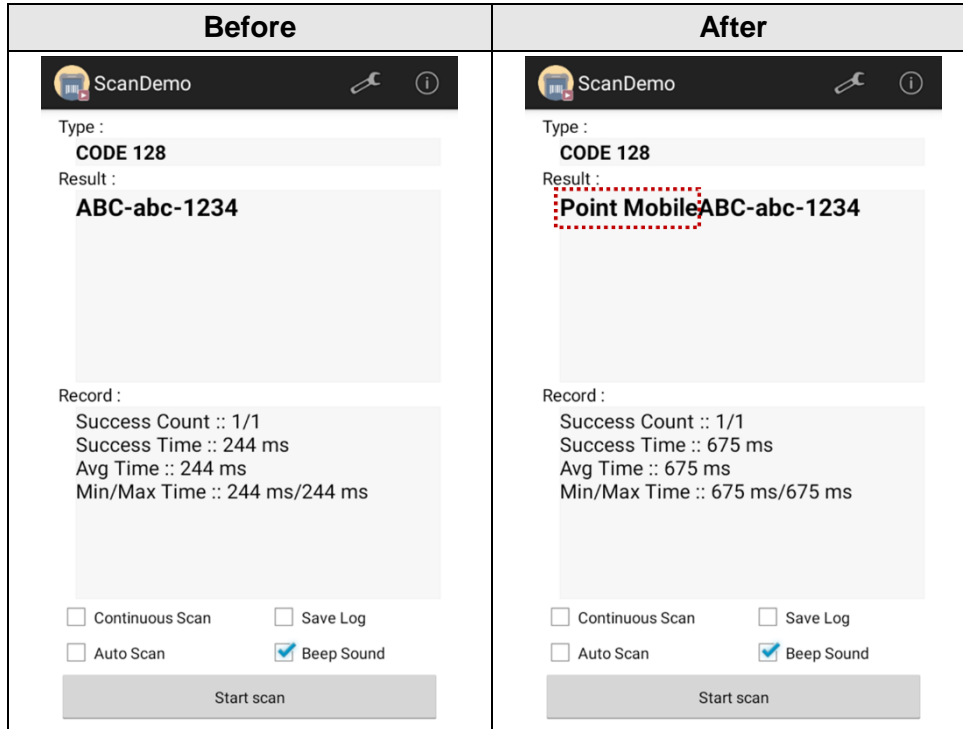 Before
After
ScanDemo
Type :
CODE 128
Result :
ABC-abc-1234
Record :
Success Count :: 1/1
Success Time :: 244 ms
Avg Time :: 244 ms
Min/Max Time :: 244 ms/244 ms
Continuous Scan
Save Log
Auto Scan
Beep Sound
Start scan
ScanDemo
Type :
CODE 128
Result :
Point MobileABC-abc-1234
Record :
Success Count :: 1/1
Success Time :: 675 ms
Avg Time :: 675 ms
Min/Max Time :: 675 ms/675 ms
Continuous Scan
Save Log
Auto Scan
Beep Sound
Start scan